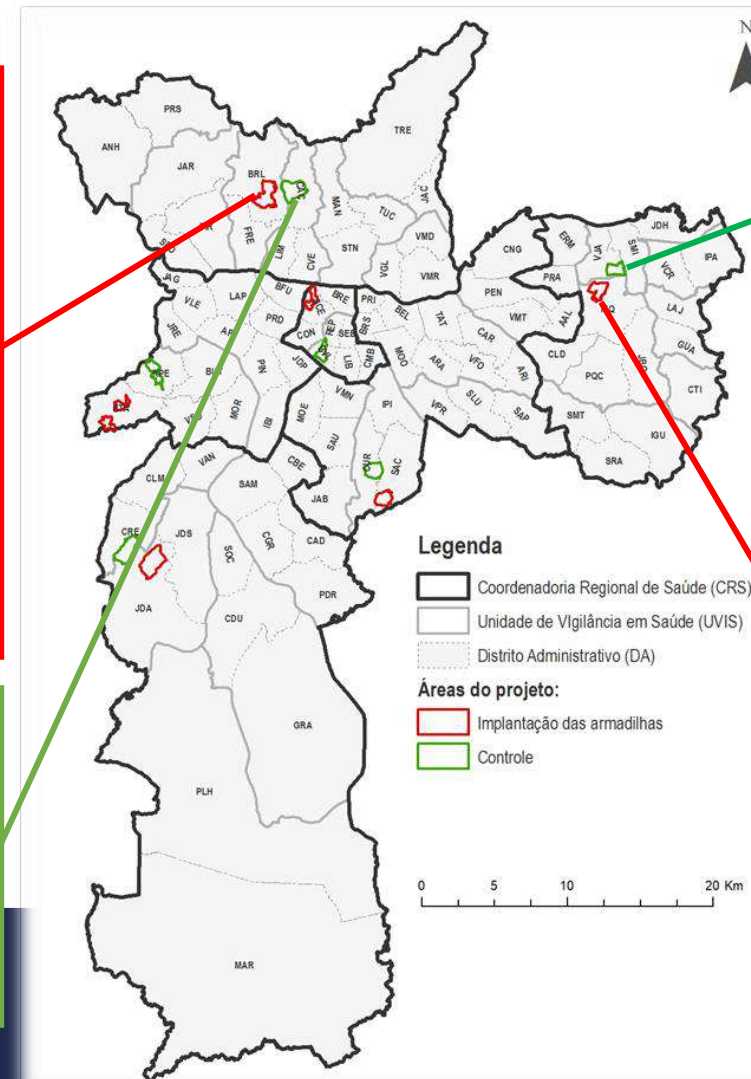 N
PRS
ANH
TRE
JAR
BRL
MAN
JAC
TUC
FRE
LIM
STN
VMD
CVE
VGL
VMR
JDH
ERM
VJA
SMI
CNG
IPA
VCR
PRA
PEN
JAG
BFU
LAP
BRE
PRI
VLE
PRD
BEL
VMT
AAL
LAJ
CON
SEE
BRS
TAT
JRE
GUA
CAR
MOO
CLD
PIN
JDP
LIB
CMB
ARA
VFO
ARI
PQC
CTI
VMN
MOR
MOE
IPI
VPR
SLU
SAP
SMT
IBI
IGU
SAU
SRA
CUR
SAC
VAN
CBE
CLM
SAM
JAB
CRE
JDS
SOC
CGR
CAD
JDA
PDR
CDU
GRA
PLH
MAR
Legenda
Coordenadoria Regional de Saúde (CRS)
Unidade de VIgilância em Saúde (UVIS)
Distrito Administrativo (DA)
Áreas do projeto:
Implantação das armadilhas
Controle
0 5 10 20 Km